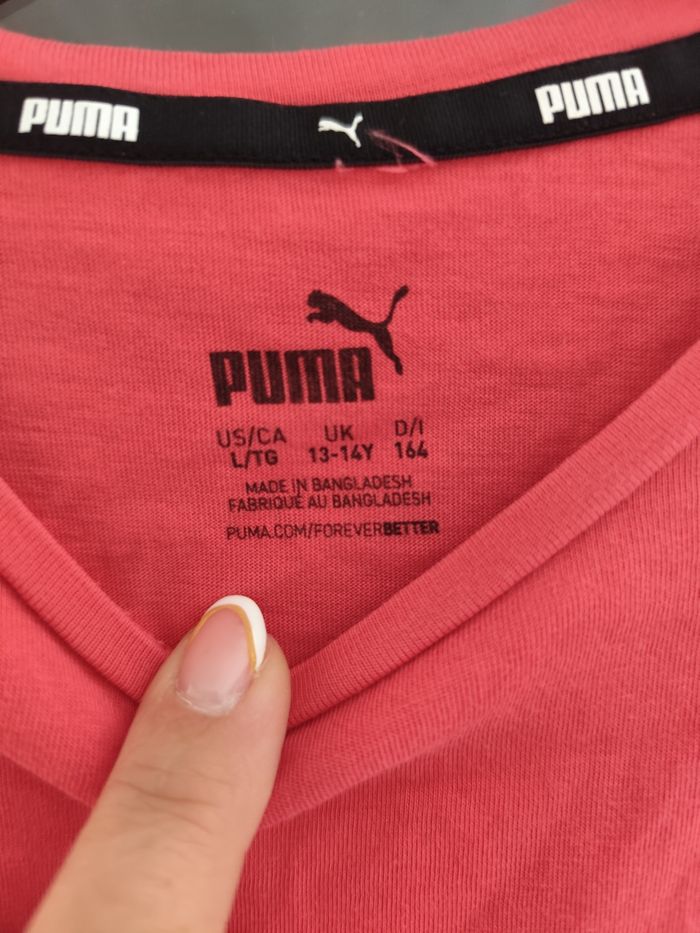 PUMA PUMA
PUMA
US/CA UK D/I
L/TG 13-14Y 164
MADE IN BANGLADESH
FABRIQUÉ AU BANGLADESH
PUMA.COM/FOREVERBETTER